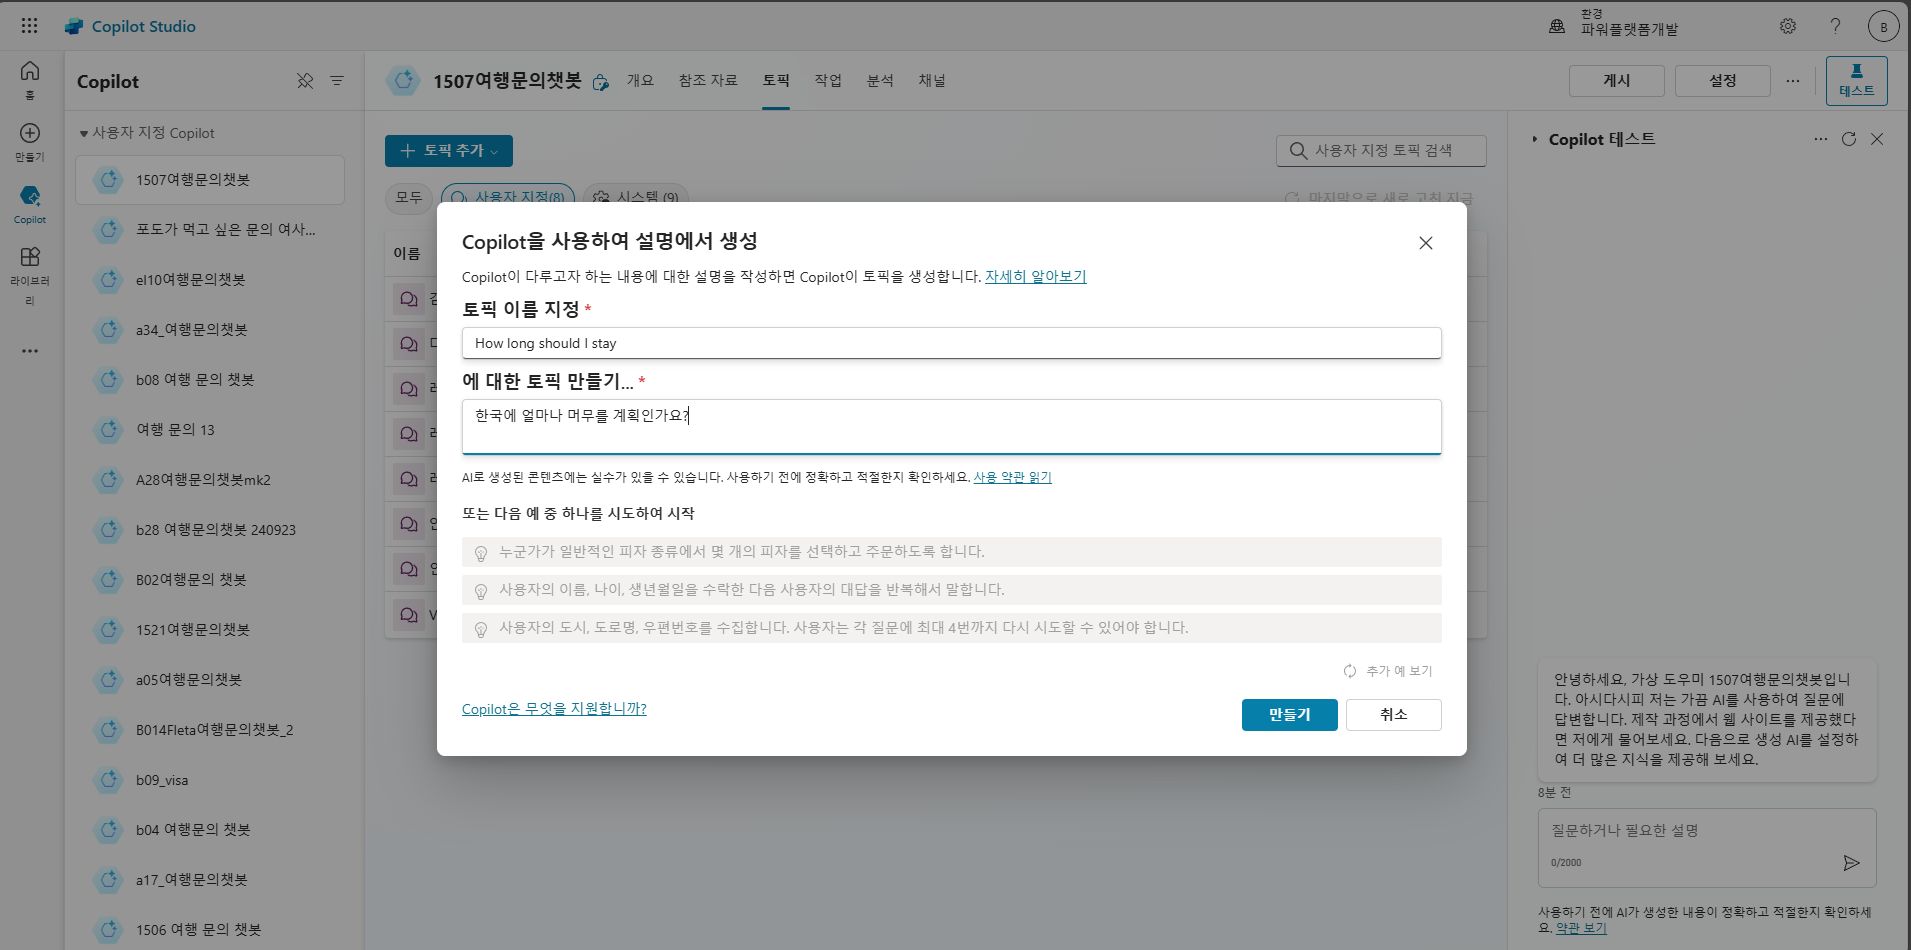 Copilot Studio
환경
파워플랫폼개발
B
홈
만들기
Copilot
라이브러
리
Copilot
사용자 지정 Copilot
1507여행문의챗봇
포도가 먹고 싶은 문의 여사...
el10여행문의챗봇
a34_여행문의챗봇
b08 여행 문의 챗봇
여행 문의 13
A28여행문의챗봇mk2
b28 여행문의챗봇 240923
B02여행문의 챗봇
1521여행문의챗봇
a05여행문의챗봇
B014Fleta여행문의챗봇_2
b09_visa
b04 여행문의 챗봇
a17_여행문의챗봇
1506 여행 문의 챗봇
1507여행문의챗봇 개요 참조 자료 토픽 작업 분석 채널
게시 설정 ... 테스트
토픽 추가
사용자 지정 토픽 검색
모두 사용자 지정(8) 시스템 (9)
마지막으로 새로 고침 지금
이름
Copilot을 사용하여 설명에서 생성
Copilot이 다루고자 하는 내용에 대한 설명을 작성하면 Copilot이 토픽을 생성합니다. 자세히 알아보기
토픽 이름 지정 *
How long should I stay
에 대한 토픽 만들기... *
한국에 얼마나 머무를 계획인가요?
AI로 생성된 콘텐츠에는 실수가 있을 수 있습니다. 사용하기 전에 정확하고 적절한지 확인하세요. 사용 약관 읽기
또는 다음 예 중 하나를 시도하여 시작
누군가가 일반적인 피자 종류에서 몇 개의 피자를 선택하고 주문하도록 합니다.
사용자의 이름, 나이, 생년월일을 수락한 다음 사용자의 대답을 반복해서 말합니다.
사용자의 도시, 도로명, 우편번호를 수집합니다. 사용자는 각 질문에 최대 4번까지 다시 시도할 수 있어야 합니다.
추가 예 보기
Copilot은 무엇을 지원합니까?
만들기 취소
Copilot 테스트
안녕하세요, 가상 도우미 1507여행문의챗봇입니
다. 아시다시피 저는 가끔 AI를 사용하여 질문에
답변합니다. 제작 과정에서 웹 사이트를 제공했다
면 저에게 물어보세요. 다음으로 생성 AI를 설정하
여 더 많은 지식을 제공해 보세요.
8분 전
질문하거나 필요한 설명
0/2000
사용하기 전에 AI가 생성한 내용이 정확하고 적절한지 확인하세
요. 약관 보기